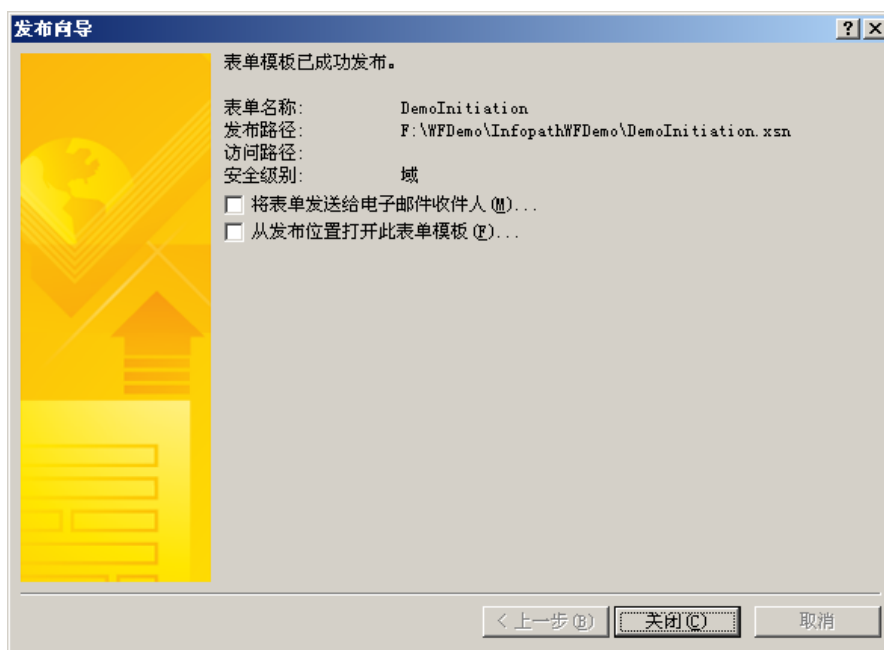 发布向导
表单模板已成功发布。
表单名称: DemoInitiation
发布路径: F:\WFDemo\InfopathWFDemo\DemoInitiation.xsn
访问路径:
安全级别: 域
将表单发送给电子邮件收件人(M)...
从发布位置打开此表单模板(F)...
< 上一步(B) 关闭(C) 取消